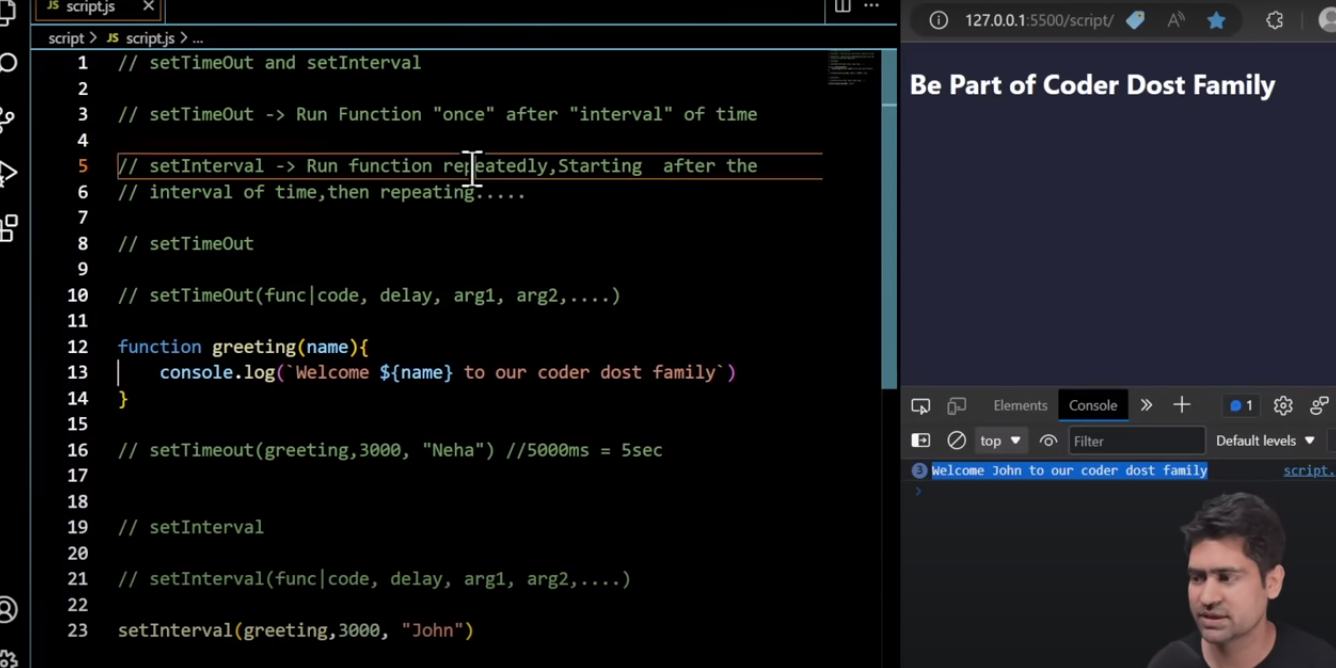 JS script.js ×
script > JS script.js > ...
1 // setTimeOut and setInterval
2
3 // setTimeOut -> Run Function "once" after "interval" of time
4
5 // setInterval -> Run function repeatedly,Starting  after the
6 // interval of time,then repeating.....
7
8 // setTimeOut
9
10 // setTimeOut(func|code, delay, arg1, arg2,....)
11
12 function greeting(name){
13     console.log(`Welcome ${name} to our coder dost family`)
14 }
15
16 // setTimeout(greeting,3000, "Neha") //5000ms = 5sec
17
18
19 // setInterval
20
21 // setInterval(func|code, delay, arg1, arg2,....)
22
23 setInterval(greeting,3000, "John")
127.0.0.1:5500/script/
Be Part of Coder Dost Family
Elements Console 1
top Filter Default levels
3 Welcome John to our coder dost family script.